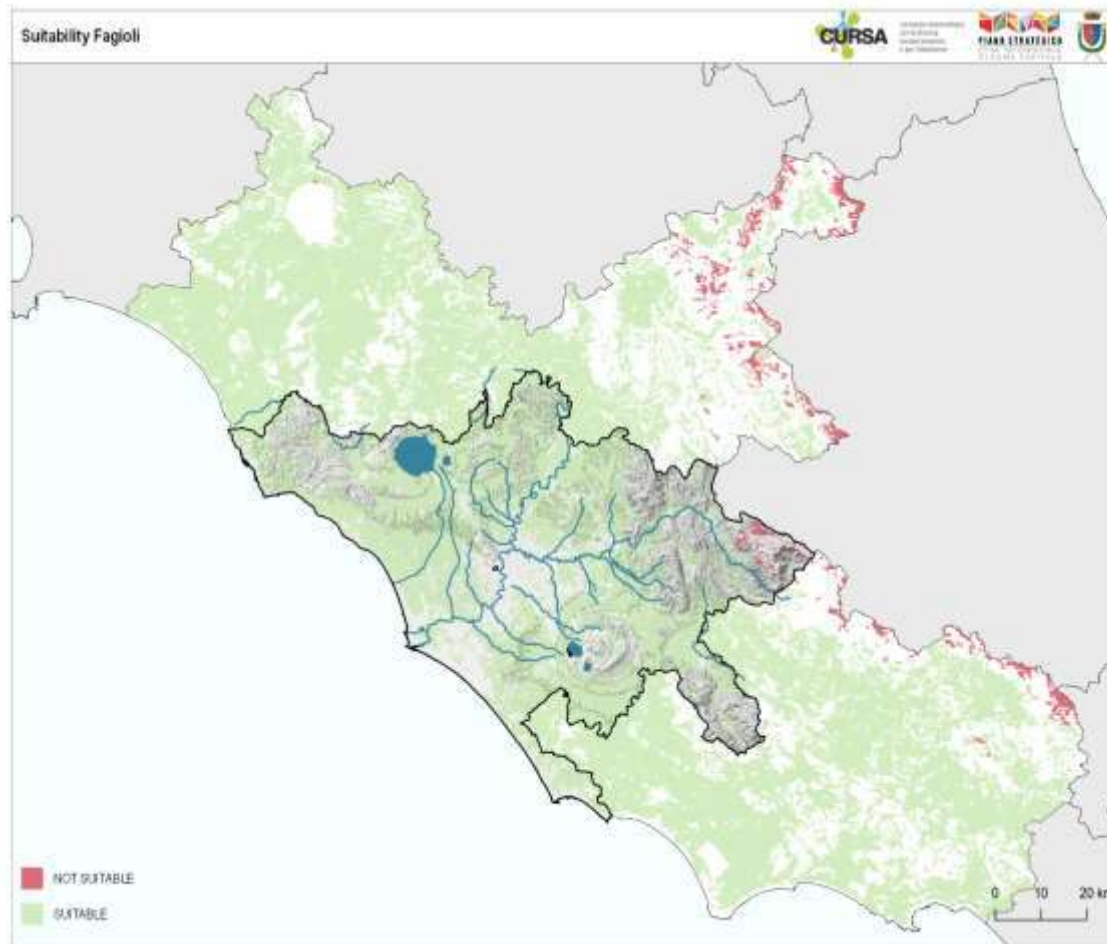 Suitability Fagioli
CURSA
PIANO STRATEGICO
NOT SUITABLE
SUITABLE
0 10 20 km